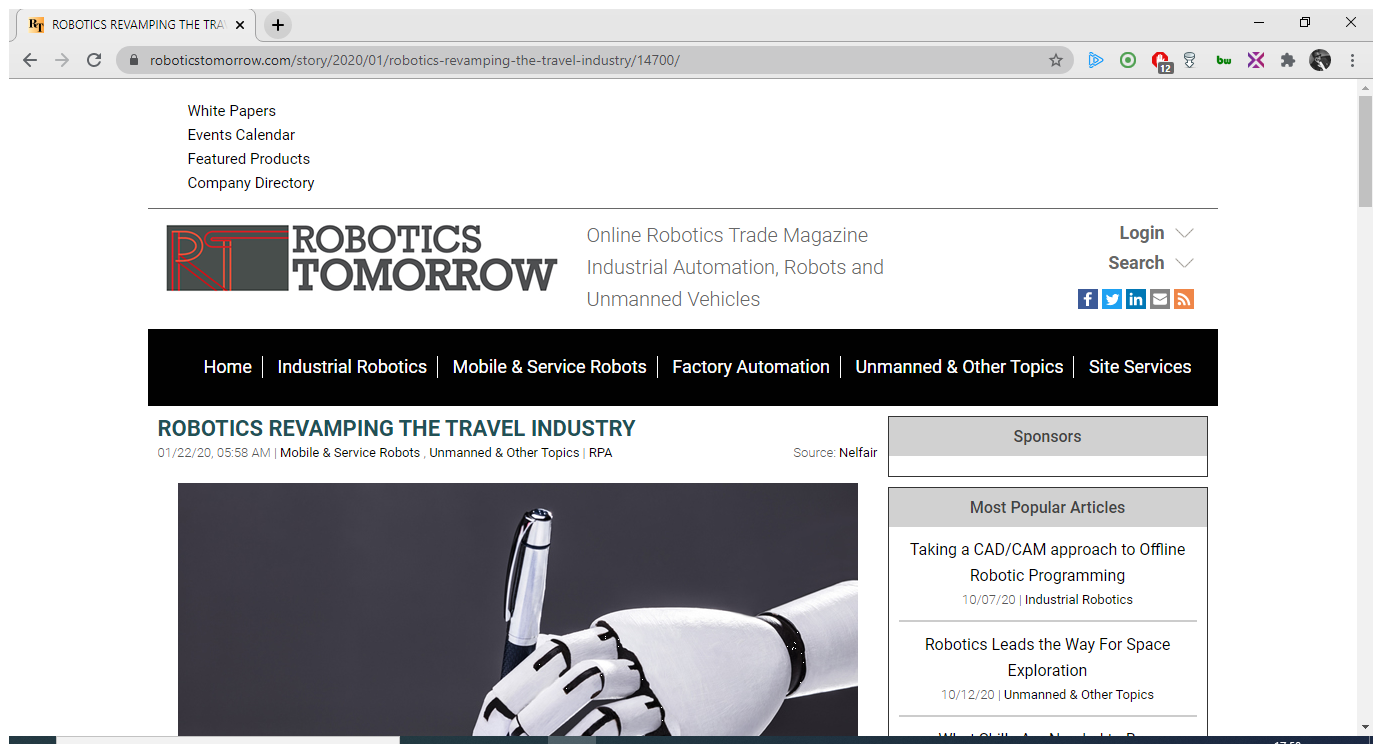 RT ROBOTICS REVAMPING THE TRA
roboticstomorrow.com/story/2020/01/robotics-revamping-the-travel-industry/14700/
12
bw
White Papers
Events Calendar
Featured Products
Company Directory
RT ROBOTICS
TOMORROW
Online Robotics Trade Magazine
Industrial Automation, Robots and
Unmanned Vehicles
Login
Search
Home
Industrial Robotics
Mobile & Service Robots
Factory Automation
Unmanned & Other Topics
Site Services
ROBOTICS REVAMPING THE TRAVEL INDUSTRY
01/22/20, 05:58 AM | Mobile & Service Robots , Unmanned & Other Topics | RPA
Source: Nelfair
Sponsors
Most Popular Articles
Taking a CAD/CAM approach to Offline
Robotic Programming
10/07/20 | Industrial Robotics
Robotics Leads the Way For Space
Exploration
10/12/20 | Unmanned & Other Topics